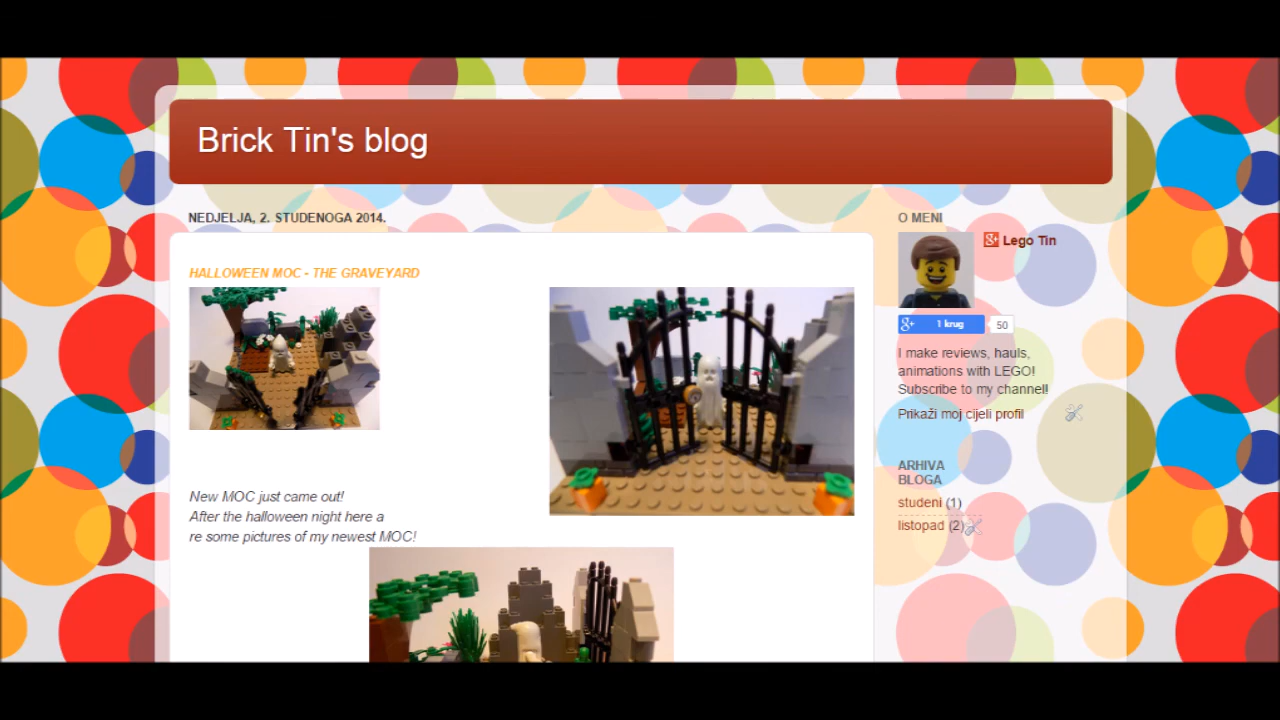 Brick Tin's blog
NEDJELJA, 2. STUDENOGA 2014.
HALLOWEEN MOC - THE GRAVEYARD
New MOC just came out!
After the halloween night here a
re some pictures of my newest MOC!
O MENI
g+ Lego Tin
g+ 1 krug 50
I make reviews, hauls,
animations with LEGO!
Subscribe to my channel!
Prikaži moj cijeli profil
ARHIVA
BLOGA
studeni (1)
listopad (2)